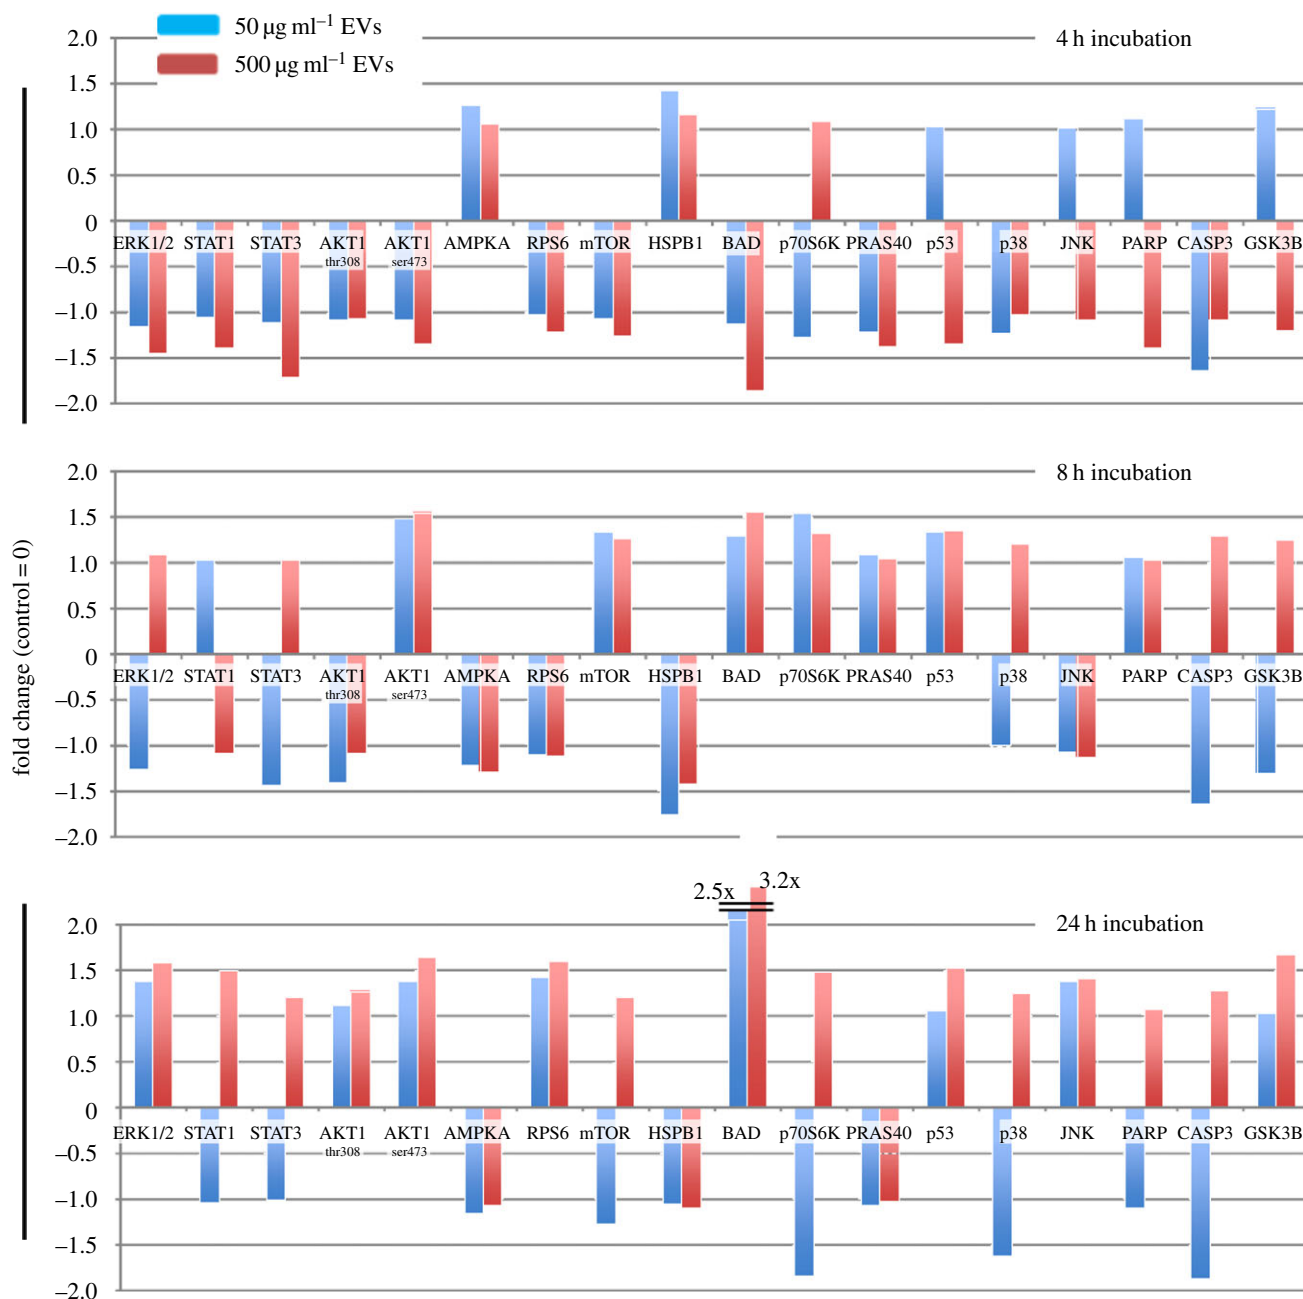 50 µg ml⁻¹ EVs
500 µg ml⁻¹ EVs
4 h incubation
2.0
1.5
1.0
0.5
0
–0.5
–1.0
–1.5
–2.0
ERK1/2 STAT1 STAT3 AKT1 AKT1 AMPKA RPS6 mTOR HSPB1 BAD p70S6K PRAS40 p53 p38 JNK PARP CASP3 GSK3B
thr308 ser473
fold change (control = 0)
8 h incubation
2.0
1.5
1.0
0.5
0
–0.5
–1.0
–1.5
–2.0
ERK1/2 STAT1 STAT3 AKT1 AKT1 AMPKA RPS6 mTOR HSPB1 BAD p70S6K PRAS40 p53 p38 JNK PARP CASP3 GSK3B
thr308 ser473
2.5x 3.2x
24 h incubation
2.0
1.5
1.0
0.5
0
–0.5
–1.0
–1.5
–2.0
ERK1/2 STAT1 STAT3 AKT1 AKT1 AMPKA RPS6 mTOR HSPB1 BAD p70S6K PRAS40 p53 p38 JNK PARP CASP3 GSK3B
thr308 ser473